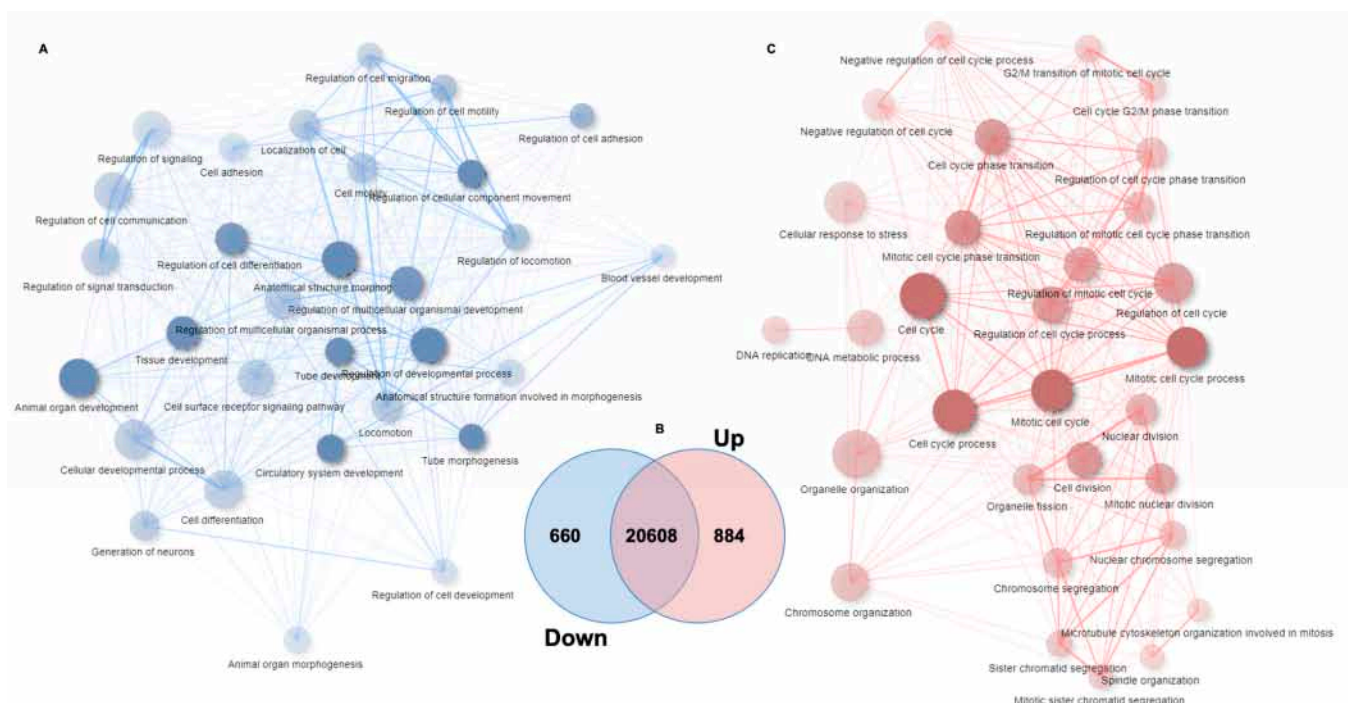 A
Regulation of cell migration
Regulation of cell motility
Regulation of cell adhesion
Regulation of signaling
Localization of cell
Cell adhesion
Cell motility
Regulation of cellular component movement
Regulation of cell communication
Regulation of cell differentiation
Regulation of locomotion
Blood vessel development
Regulation of signal transduction
Anatomical structure morphog
Regulation of multicellular organismal development
Regulation of multicellular organismal process
Tissue development
Tube development
Regulation of developmental process
Animal organ development
Cell surface receptor signaling pathway
Anatomical structure formation involved in morphogenesis
Locomotion
Cellular developmental process
Circulatory system development
Tube morphogenesis
Cell differentiation
Generation of neurons
Regulation of cell development
Animal organ morphogenesis
B
Up
660
20608
884
Down
C
Negative regulation of cell cycle process
G2/M transition of mitotic cell cycle
Cell cycle G2/M phase transition
Negative regulation of cell cycle
Cell cycle phase transition
Regulation of cell cycle phase transition
Cellular response to stress
Regulation of mitotic cell cycle phase transition
Mitotic cell cycle phase transition
Regulation of mitotic cell cycle
Regulation of cell cycle
Cell cycle
Regulation of cell cycle process
DNA replication
DNA metabolic process
Mitotic cell cycle process
Mitotic cell cycle
Cell cycle process
Nuclear division
Organelle organization
Cell division
Organelle fission
Mitotic nuclear division
Nuclear chromosome segregation
Chromosome segregation
Chromosome organization
Microtubule cytoskeleton organization involved in mitosis
Sister chromatid segregation
Spindle organization
Mitotic sister chromatid segregation